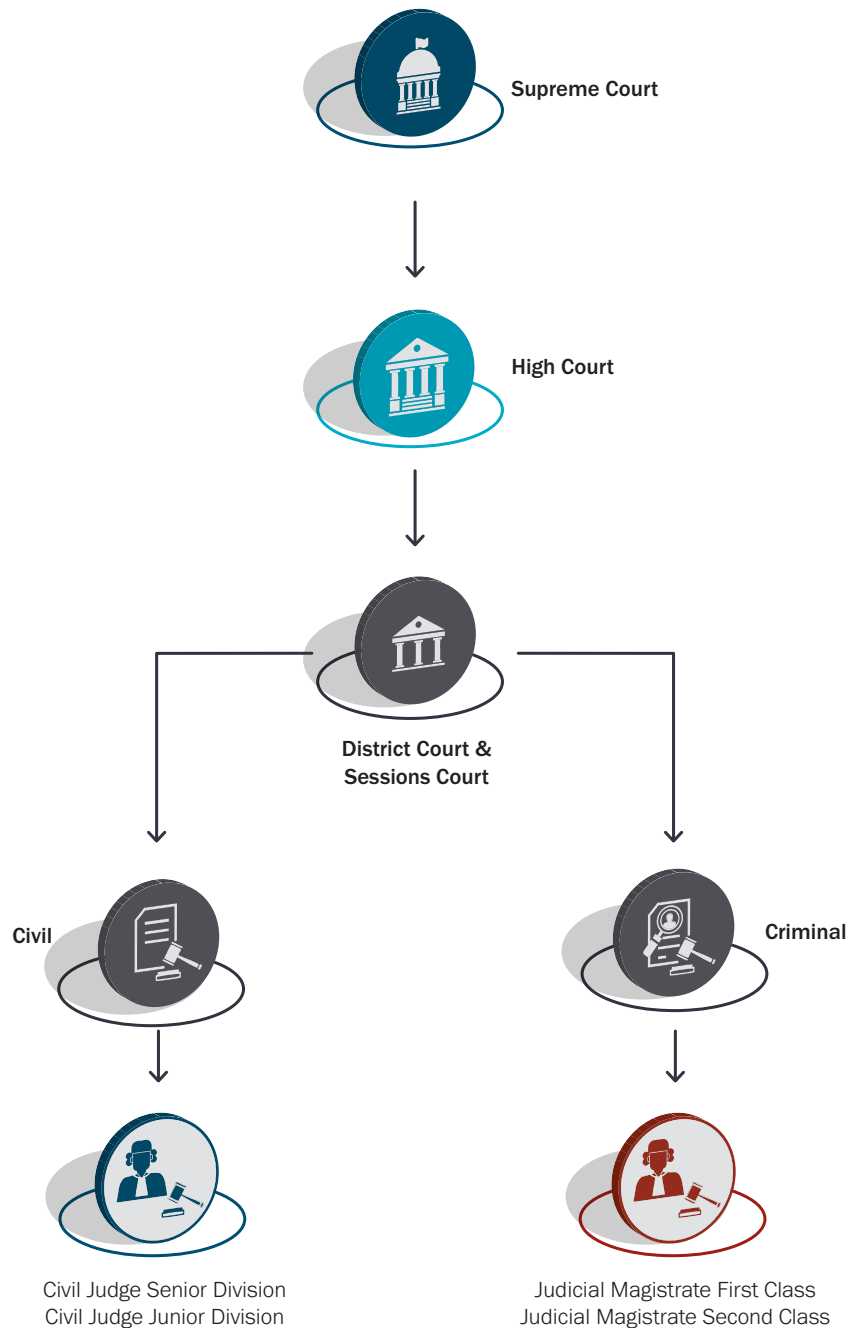 Supreme Court
High Court
District Court &
Sessions Court
Civil
Criminal
Civil Judge Senior Division
Civil Judge Junior Division
Judicial Magistrate First Class
Judicial Magistrate Second Class